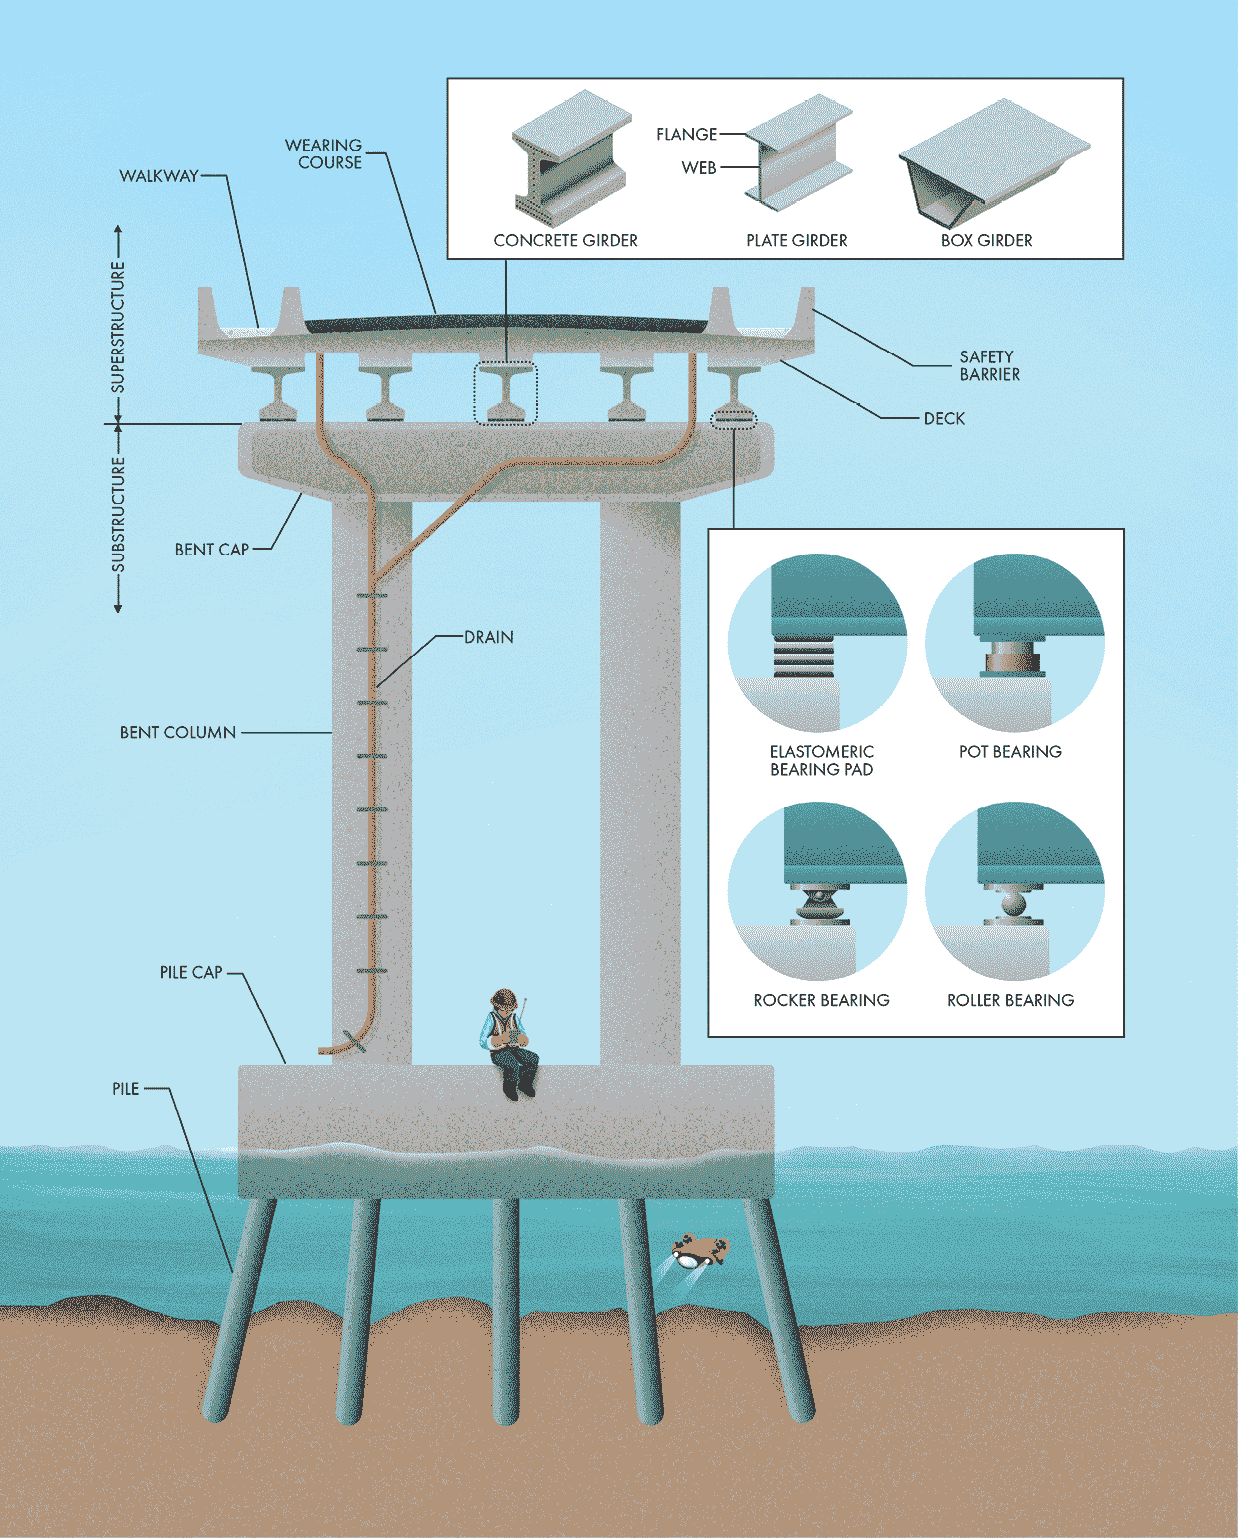 FLANGE
WEB
CONCRETE GIRDER
PLATE GIRDER
BOX GIRDER
WEARING
COURSE
WALKWAY
SUPERSTRUCTURE
SAFETY
BARRIER
DECK
SUBSTRUCTURE
BENT CAP
DRAIN
BENT COLUMN
ELASTOMERIC
BEARING PAD
POT BEARING
ROCKER BEARING
ROLLER BEARING
PILE CAP
PILE